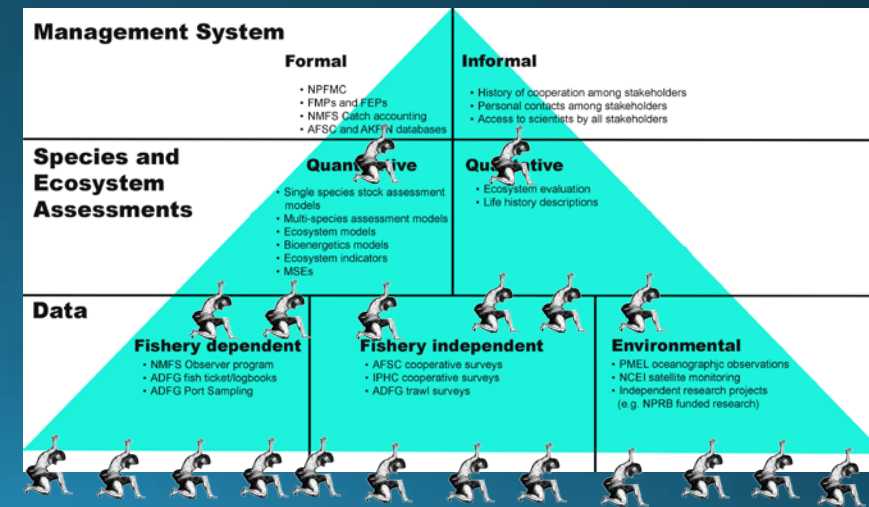 Management System
Formal
• NPFMC
• FMPs and FEPs
• NMFS Catch accounting
• AFSC and AKFIN databases
Informal
• History of cooperation among stakeholders
• Personal contacts among stakeholders
• Access to scientists by all stakeholders
Species and
Ecosystem
Assessments
Quantitative
• Single species stock assessment
models
• Multi-species assessment models
• Ecosystem models
• Bioenergetics models
• Ecosystem indicators
• MSEs
Qualitative
• Ecosystem evaluation
• Life history descriptions
Data
Fishery dependent
• NMFS Observer program
• ADFG fish ticket/logbooks
• ADFG Port Sampling
Fishery independent
• AFSC cooperative surveys
• IPHC cooperative surveys
• ADFG trawl surveys
Environmental
• PMEL oceanographic observations
• NCEI satellite monitoring
• Independent research projects
(e.g. NPRB funded research)